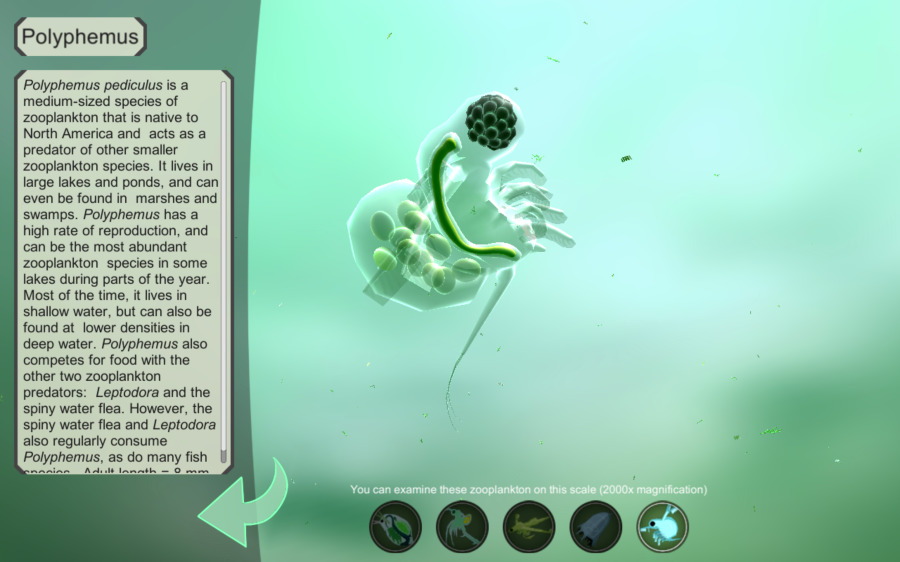 Polyphemus
Polyphemus pediculus is a
medium-sized species of
zooplankton that is native to
North America and acts as a
predator of other smaller
zooplankton species. It lives in
large lakes and ponds, and can
even be found in marshes and
swamps. Polyphemus has a
high rate of reproduction, and
can be the most abundant
zooplankton species in some
lakes during parts of the year.
Most of the time, it lives in
shallow water, but can also be
found at lower densities in
deep water. Polyphemus also
competes for food with the
other two zooplankton
predators: Leptodora and the
spiny water flea. However, the
spiny water flea and Leptodora
also regularly consume
Polyphemus, as do many fish
species. Adult length = 8 mm
You can examine these zooplankton on this scale (2000x magnification)